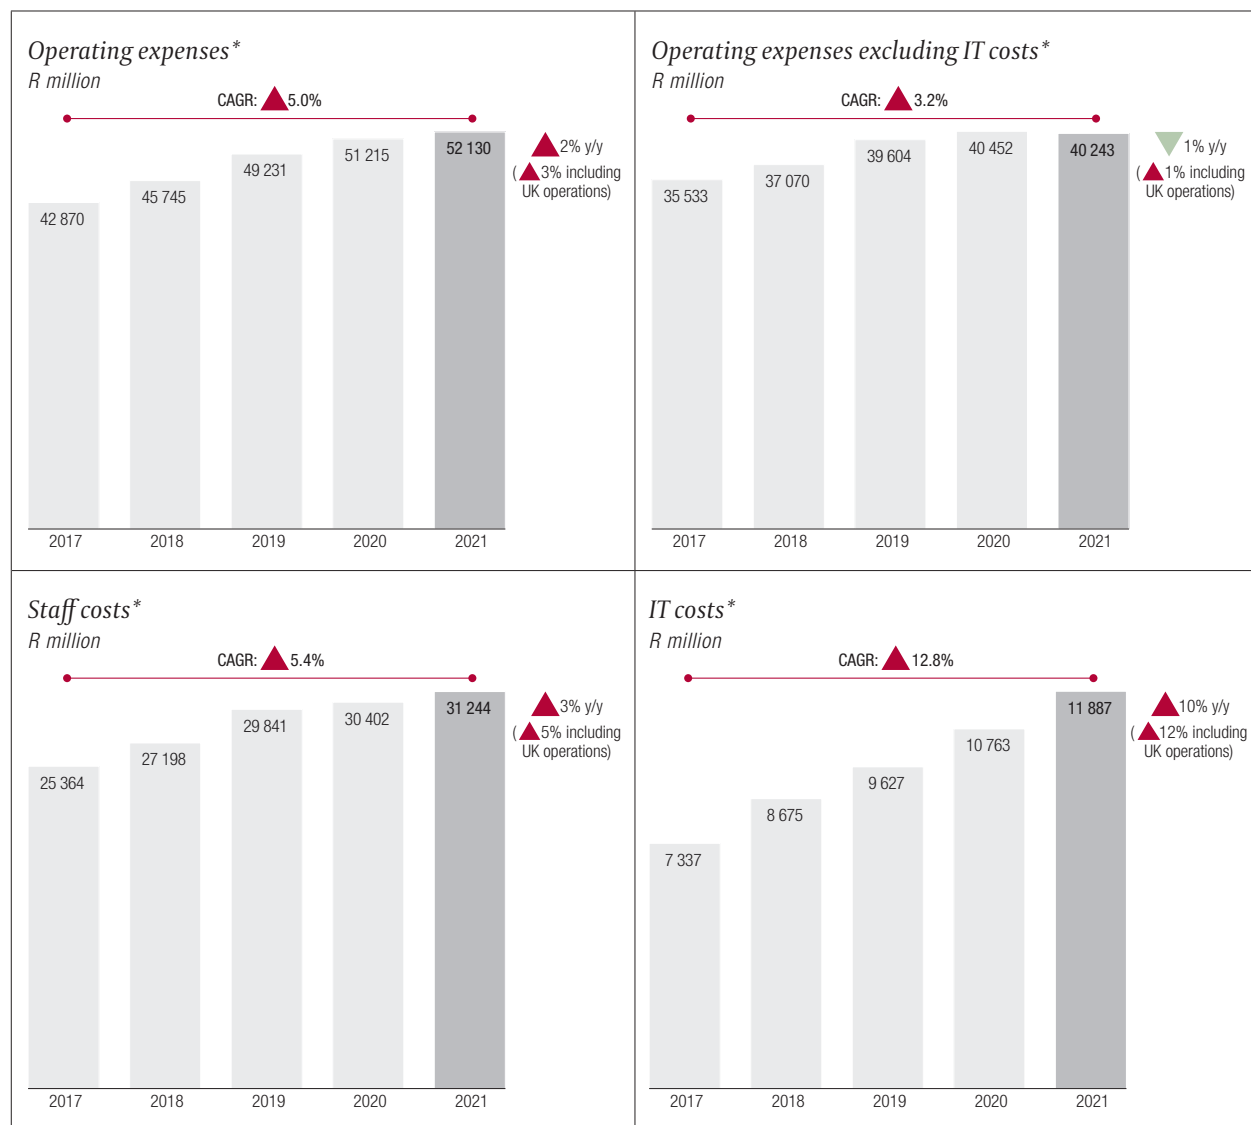 Operating expenses*
R million
CAGR: 5.0%
42 870
45 745
49 231
51 215
52 130
2% y/y
( 3% including
UK operations)
2017 2018 2019 2020 2021
Operating expenses excluding IT costs*
R million
CAGR: 3.2%
35 533
37 070
39 604
40 452
40 243
1% y/y
( 1% including
UK operations)
2017 2018 2019 2020 2021
Staff costs*
R million
CAGR: 5.4%
25 364
27 198
29 841
30 402
31 244
3% y/y
( 5% including
UK operations)
2017 2018 2019 2020 2021
IT costs*
R million
CAGR: 12.8%
7 337
8 675
9 627
10 763
11 887
10% y/y
( 12% including
UK operations)
2017 2018 2019 2020 2021